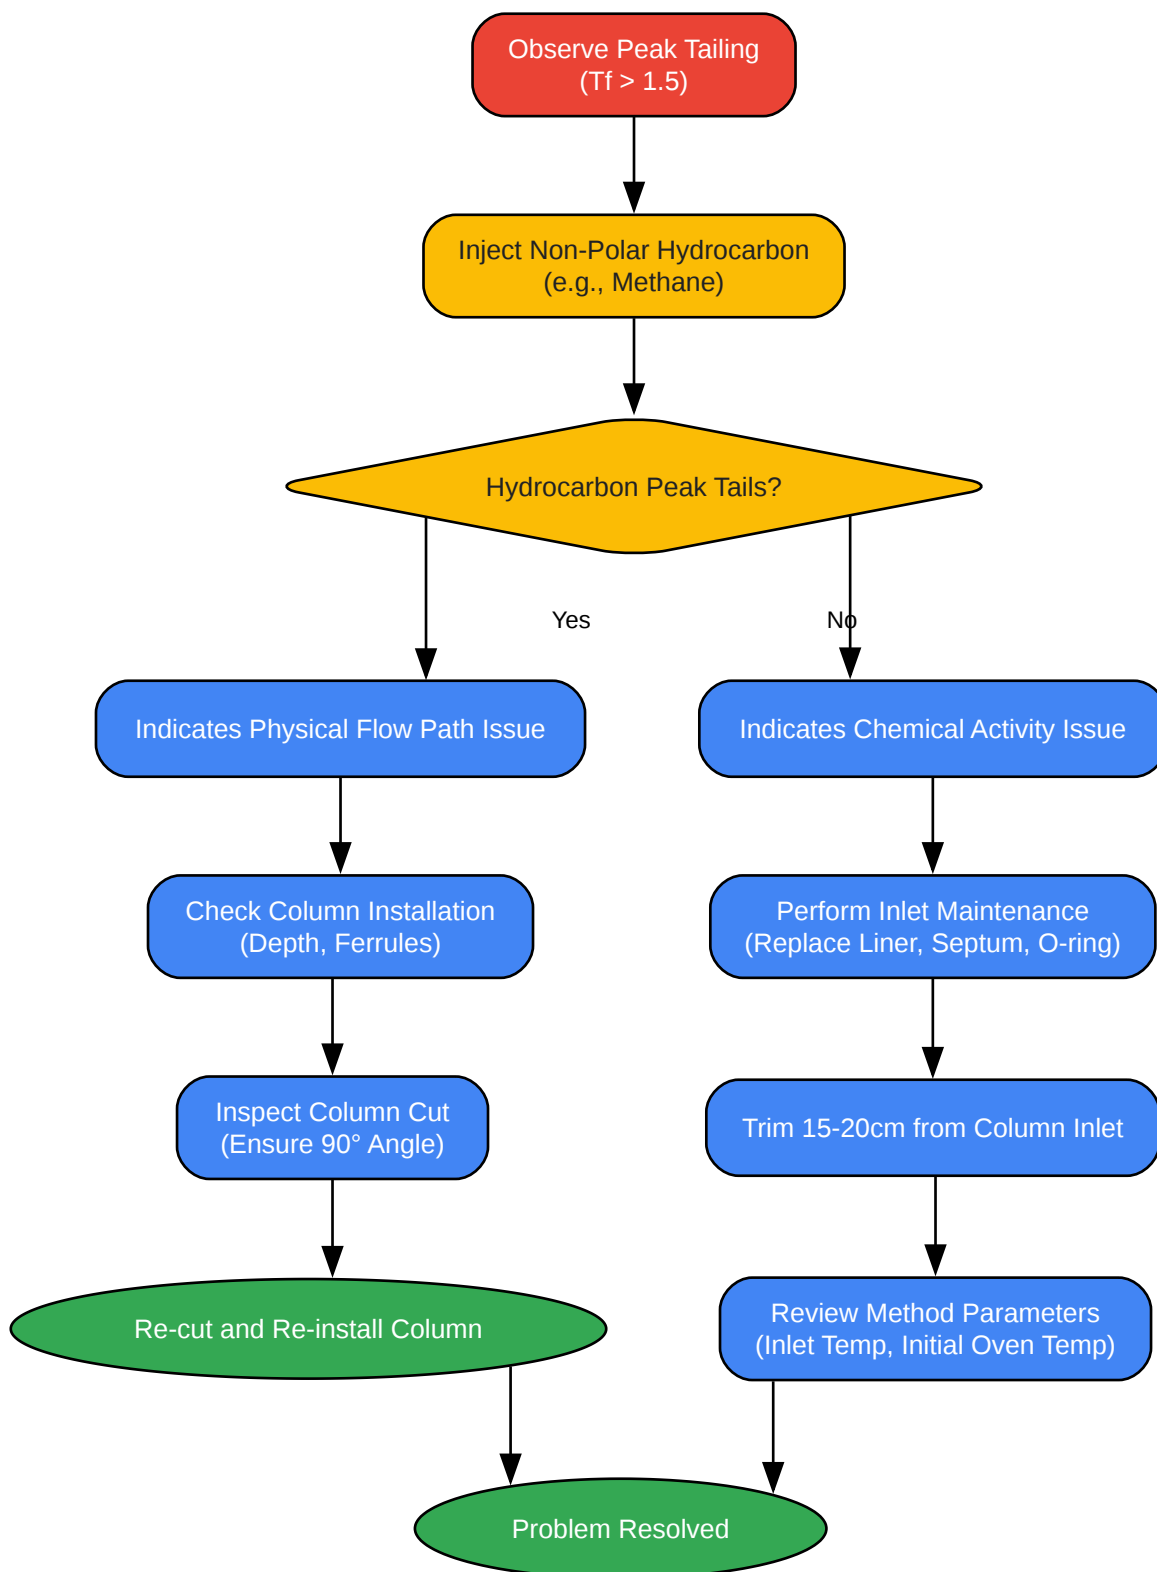 Observe Peak Tailing
(Tf > 1.5)
Inject Non-Polar Hydrocarbon
(e.g., Methane)
Hydrocarbon Peak Tails?
Yes
No
Indicates Physical Flow Path Issue
Indicates Chemical Activity Issue
Check Column Installation
(Depth, Ferrules)
Perform Inlet Maintenance
(Replace Liner, Septum, O-ring)
Inspect Column Cut
(Ensure 90° Angle)
Trim 15-20cm from Column Inlet
Re-cut and Re-install Column
Review Method Parameters
(Inlet Temp, Initial Oven Temp)
Problem Resolved